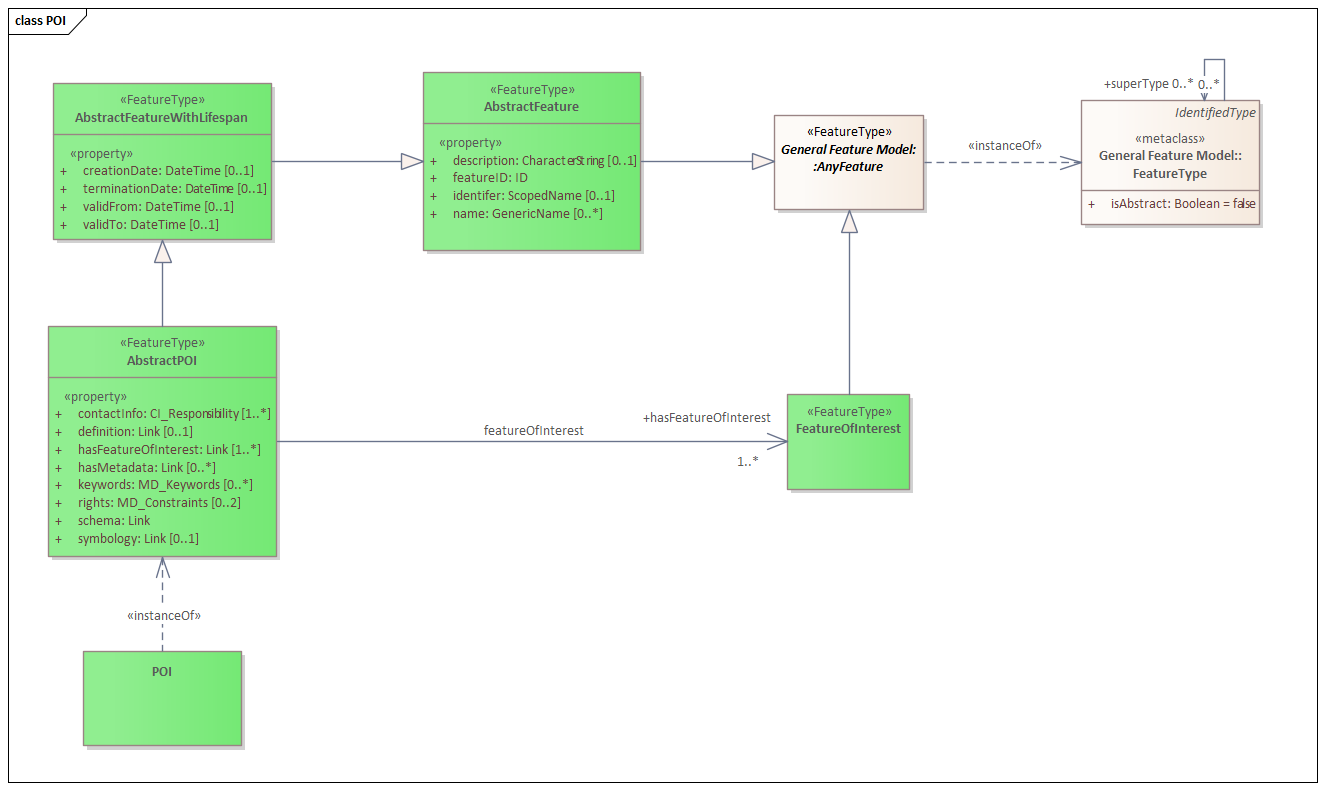 class POI
«FeatureType»
AbstractFeatureWithLifespan
«property»
+ creationDate: DateTime [0..1]
+ terminationDate: DateTime [0..1]
+ validFrom: DateTime [0..1]
+ validTo: DateTime [0..1]
«FeatureType»
AbstractFeature
«property»
+ description: CharacterString [0..1]
+ featureID: ID
+ identifer: ScopedName [0..1]
+ name: GenericName [0..*]
«FeatureType»
General Feature Model:
:AnyFeature
«instanceOf»
+superType 0..* 0..*
IdentifiedType
«metaclass»
General Feature Model::
FeatureType
+ isAbstract: Boolean = false
«FeatureType»
AbstractPOI
«property»
+ contactInfo: CI_Responsibility [1..*]
+ definition: Link [0..1]
+ hasFeatureOfInterest: Link [1..*]
+ hasMetadata: Link [0..*]
+ keywords: MD_Keywords [0..*]
+ rights: MD_Constraints [0..2]
+ schema: Link
+ symbology: Link [0..1]
featureOfInterest
+hasFeatureOfInterest
1..*
«FeatureType»
FeatureOfInterest
«instanceOf»
POI